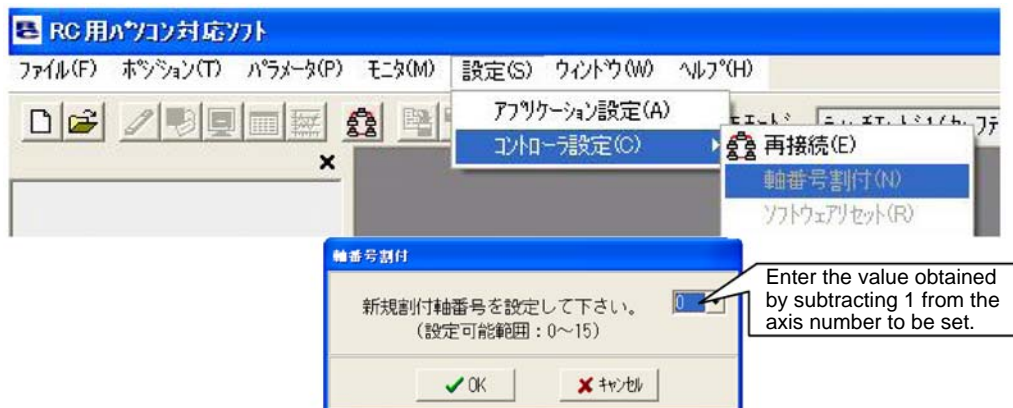 RC 用パソコン対応ソフト
ファイル(F) ポジション(T) パラメータ(P) モニタ(M) 設定(S) ウィンドウ(W) ヘルプ(H)
アプリケーション設定(A)
コントローラ設定(C)
再接続(E)
軸番号割付(N)
ソフトウェアリセット(R)
軸番号割付
新規割付軸番号を設定して下さい。
0
(設定可能範囲：0～15)
OK キャンセル
Enter the value obtained
by subtracting 1 from the
axis number to be set.